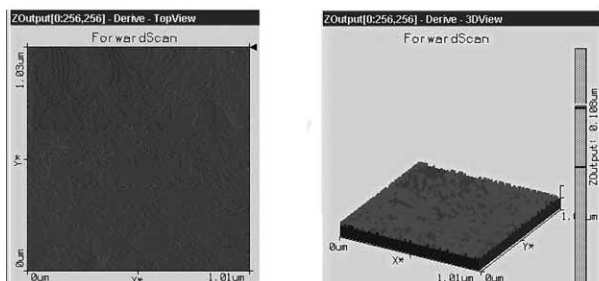 ZOutput[0:256,256] - Derive - TopView
ForwardScan
1.03um
Y*
0um
0um
Y*
1.01um
ZOutput[0:256,256] - Derive - 3DView
ForwardScan
ZOutput: 0.108um
0um
X*
1.01um
0um
Y*